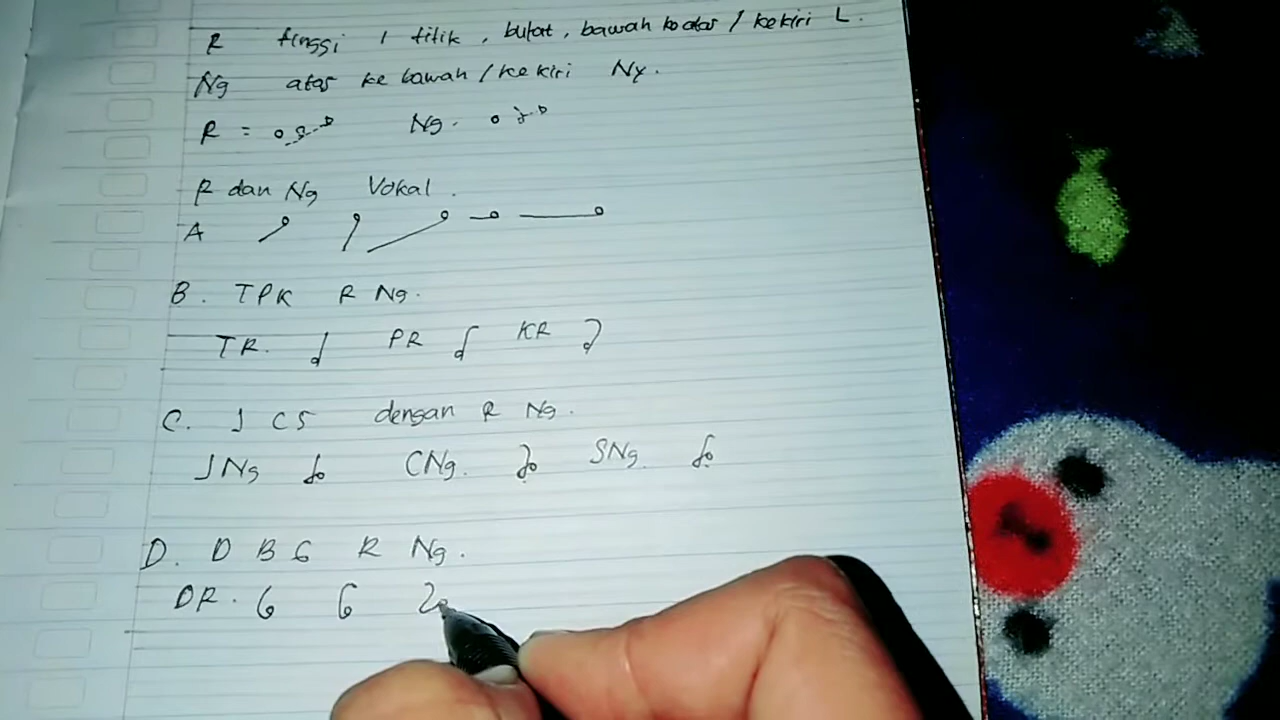 R tinggi 1 titik, bulat, bawah ke atas / ke kiri L.
Ng atas ke bawah / ke kiri Ny.
R = Ng.
R dan Ng Vokal.
A
B. TPK R Ng.
TR. PR KR
C. J C S dengan R Ng.
JNg CNg. SNg.
D. D B G R Ng.
DR.